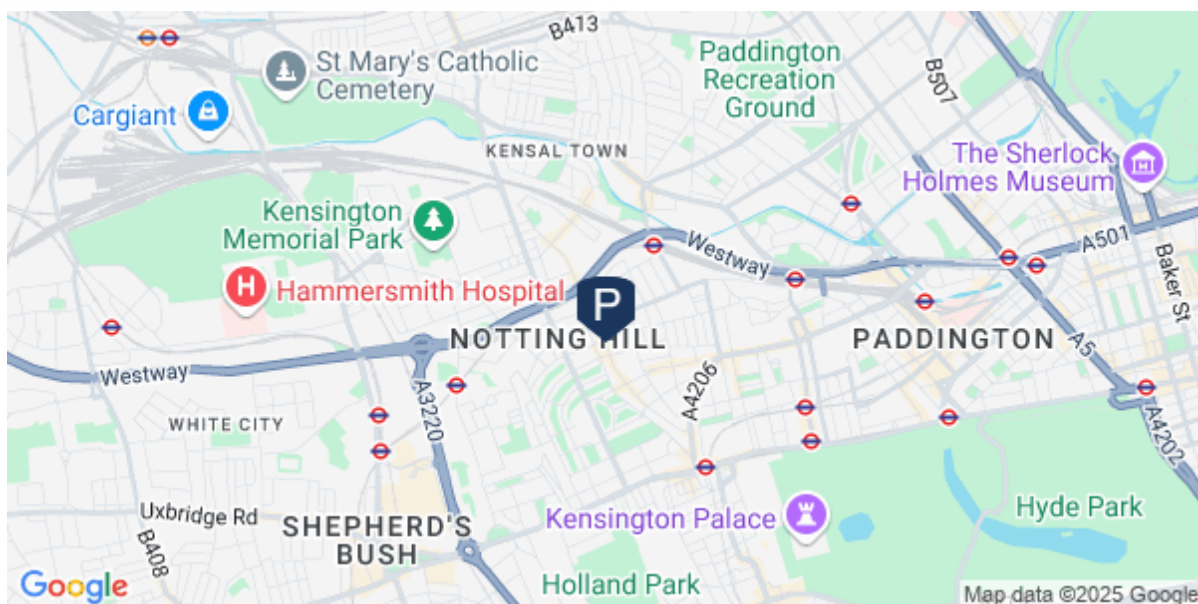 B413
St Mary's Catholic
Cemetery
Paddington
Recreation
Ground
B507
Cargiant
KENSAL TOWN
The Sherlock
Holmes Museum
Kensington
Memorial Park
Westway
A501
Baker St
H
Hammersmith Hospital
P
NOTTING HILL
PADDINGTON
A5
Westway
A3220
A4206
WHITE CITY
A4202
Uxbridge Rd
B408
SHEPHERD'S
BUSH
Kensington Palace
Hyde Park
Holland Park
Google
Map data ©2025 Google